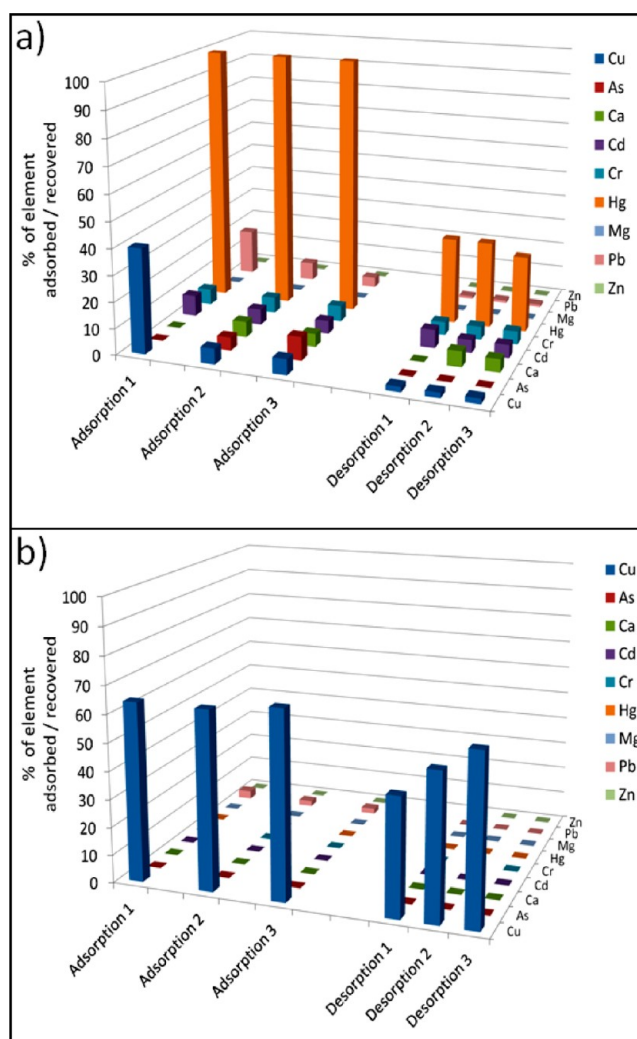 a)
Cu
As
Ca
Cd
Cr
Hg
Mg
Pb
Zn
% of element
adsorbed / recovered
100
90
80
70
60
50
40
30
20
10
0
Adsorption 1
Adsorption 2
Adsorption 3
Desorption 1
Desorption 2
Desorption 3
Zn
Pb
Mg
Hg
Cr
Cd
Ca
As
Cu
b)
Cu
As
Ca
Cd
Cr
Hg
Mg
Pb
Zn
% of element
adsorbed / recovered
100
90
80
70
60
50
40
30
20
10
0
Adsorption 1
Adsorption 2
Adsorption 3
Desorption 1
Desorption 2
Desorption 3
Zn
Pb
Mg
Hg
Cr
Cd
Ca
As
Cu